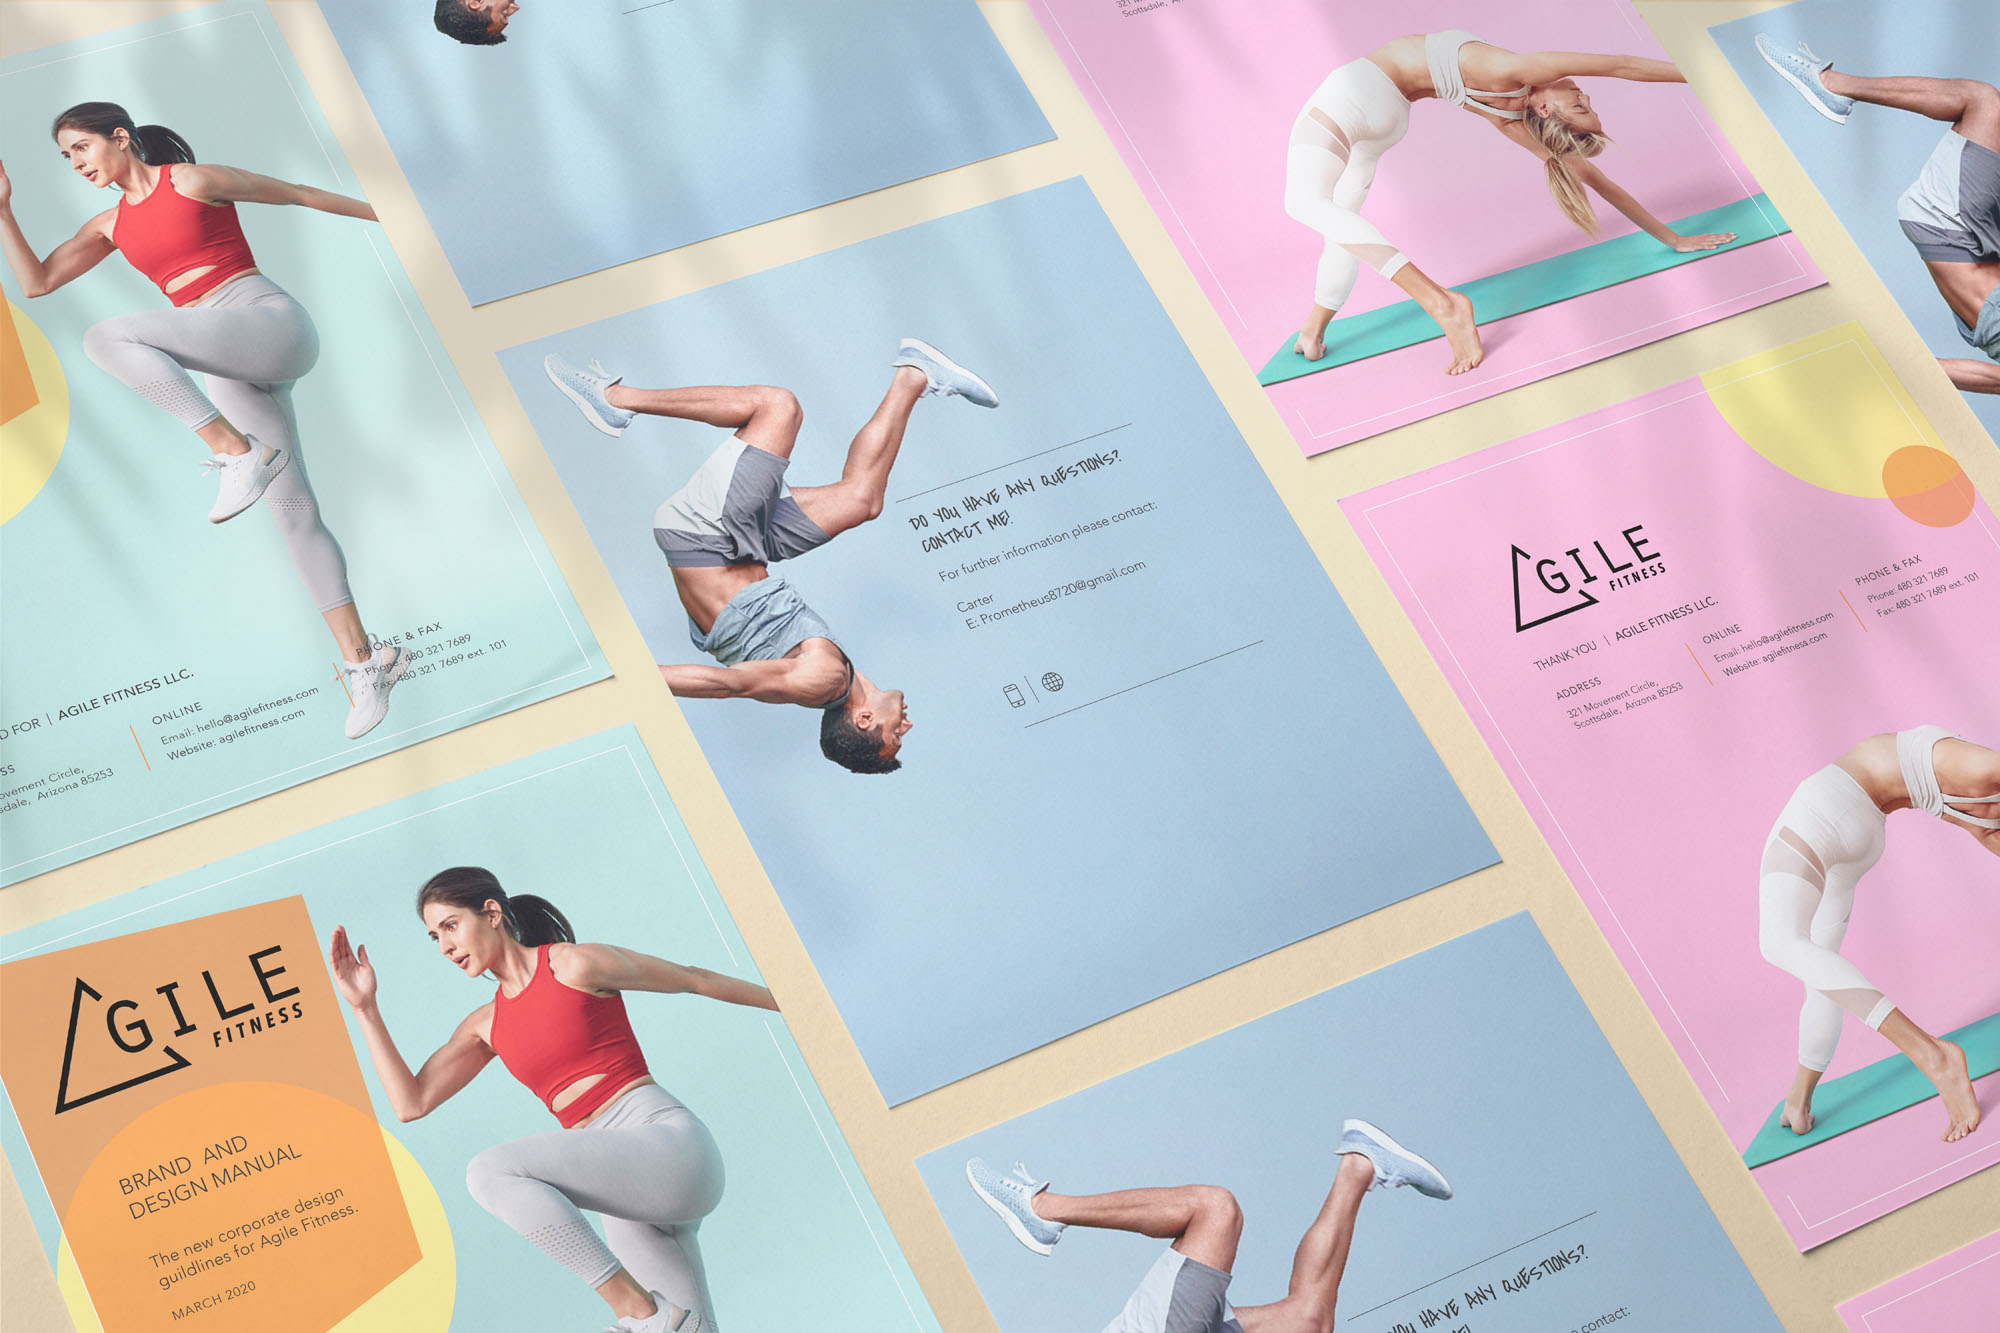 321 M
Scottsdale, Ar
D FOR | AGILE FITNESS LLC.
SS
ovement Circle,
sdale, Arizona 85253
ONLINE
Email: hello@agilefitness.com
Website: agilefitness.com
PHONE & FAX
Phone: 480 321 7689
Fax: 480 321 7689 ext. 101
DO YOU HAVE ANY QUESTIONS?
CONTACT ME!
For further information please contact:
Carter
E: Prometheus8720@gmail.com
GILE
FITNESS
THANK YOU | AGILE FITNESS LLC.
ADDRESS
321 Movement Circle,
Scottsdale, Arizona 85253
ONLINE
Email: hello@agilefitness.com
Website: agilefitness.com
PHONE & FAX
Phone: 480 321 7689
Fax: 480 321 7689 ext. 101
GILE
FITNESS
BRAND AND
DESIGN MANUAL
The new corporate design
guildlines for Agile Fitness.
MARCH 2020
OU HAVE ANY QUESTIONS?
ME!
contact: